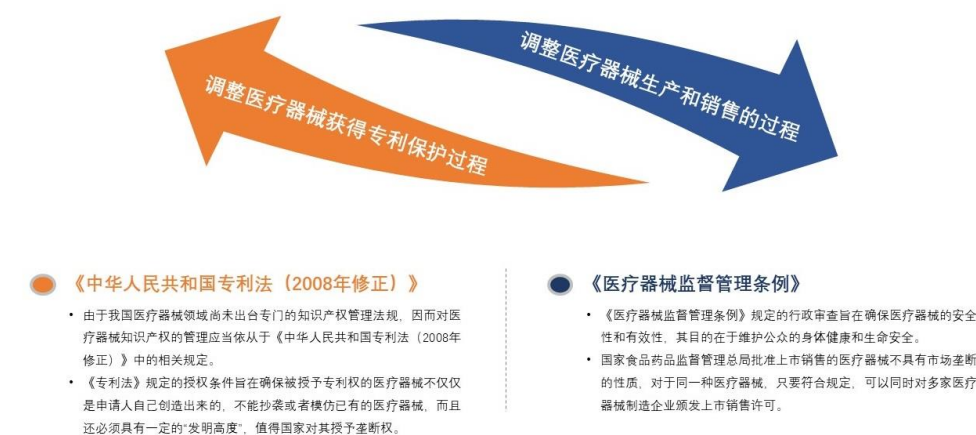 调整医疗器械生产和销售的过程
调整医疗器械获得专利保护过程
《中华人民共和国专利法（2008年修正）》
• 由于我国医疗器械领域尚未出台专门的知识产权管理法规，因而对医
疗器械知识产权的管理应当依从于《中华人民共和国专利法（2008年
修正）》中的相关规定。
• 《专利法》规定的授权条件旨在确保被授予专利权的医疗器械不仅仅
是申请人自己创造出来的，不能抄袭或者模仿已有的医疗器械，而且
还必须具有一定的“发明高度”，值得国家对其授予垄断权。
《医疗器械监督管理条例》
• 《医疗器械监督管理条例》规定的行政审查旨在确保医疗器械的安全
性和有效性，其目的在于维护公众的身体健康和生命安全。
• 国家食品药品监督管理总局批准上市销售的医疗器械不具有市场垄断
的性质，对于同一种医疗器械，只要符合规定，可以同时对多家医疗
器械制造企业颁发上市销售许可。